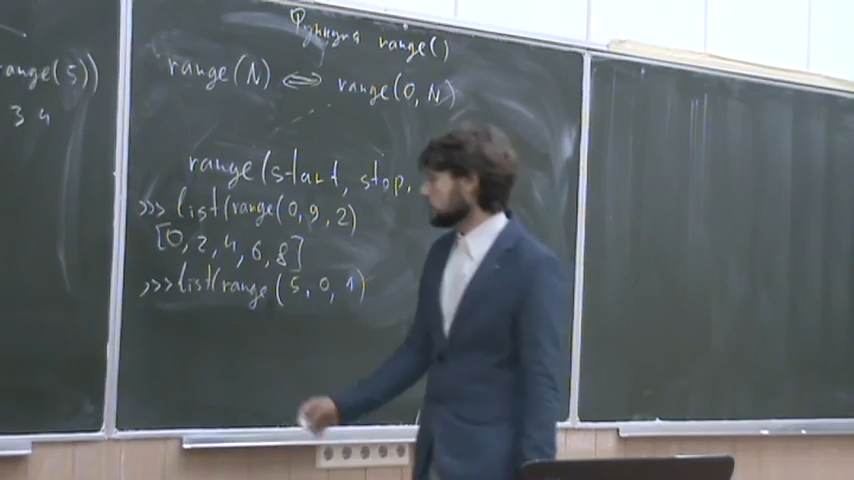 range(5))
3 4
Функция range()
range(N) <=> range(0, N)
range(start, stop,
>>> list(range(0, 9, 2)
[0, 2, 4, 6, 8]
>>> list(range(5, 0, 1)